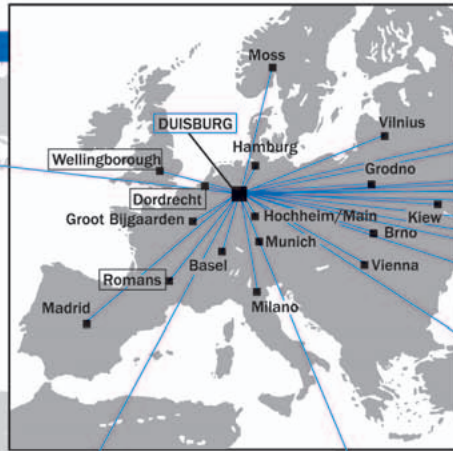 Moss
DUISBURG
Vilnius
Hamburg
Wellingborough
Grodno
Dordrecht
Groot Bijgaarden
Hochheim/Main
Kiew
Munich
Brno
Basel
Vienna
Romans
Madrid
Milano